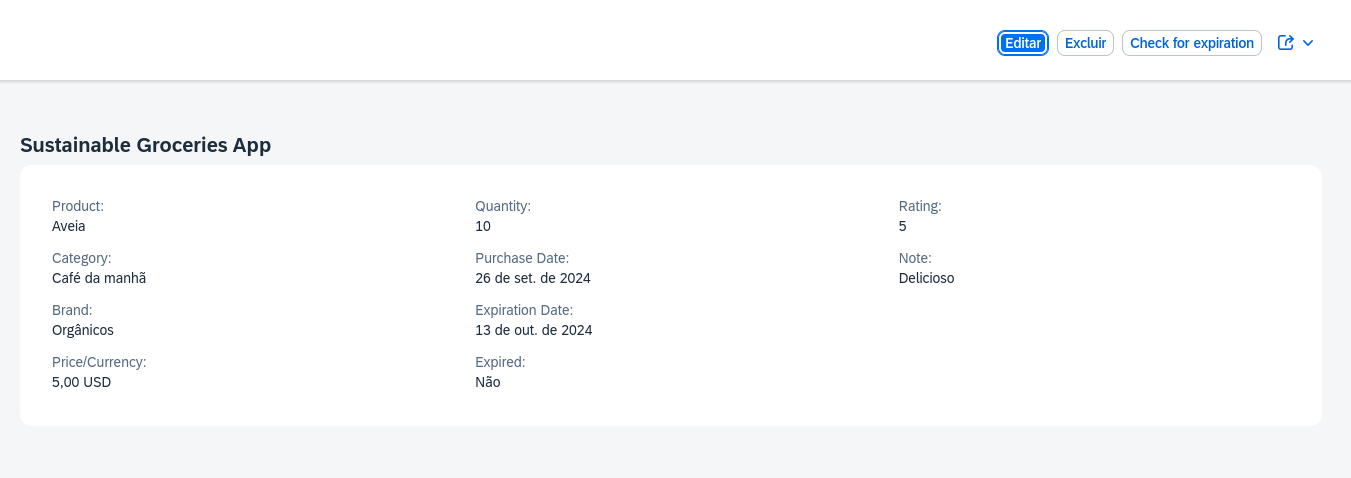 Editar Excluir Check for expiration
Sustainable Groceries App
Product:
Aveia
Category:
Café da manhã
Brand:
Orgânicos
Price/Currency:
5,00 USD
Quantity:
10
Purchase Date:
26 de set. de 2024
Expiration Date:
13 de out. de 2024
Expired:
Não
Rating:
5
Note:
Delicioso